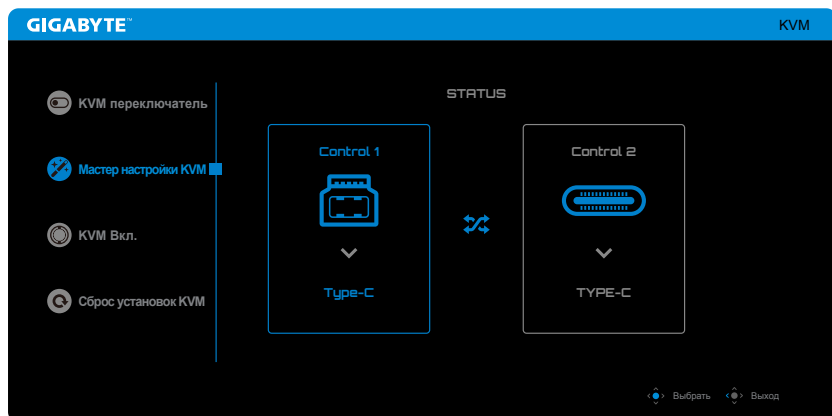 GIGABYTE™
KVM
KVM переключатель
Мастер настройки KVM
KVM Вкл.
Сброс установок KVM
STATUS
Control 1
Type-C
Control 2
TYPE-C
Выбрать
Выход